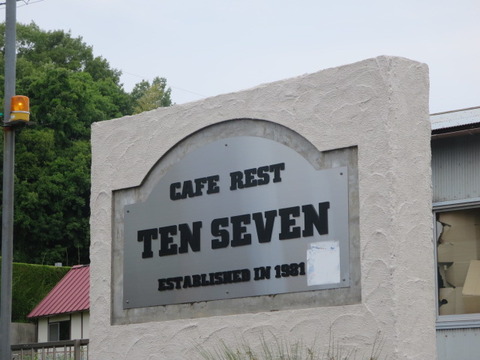 CAFE REST
TEN SEVEN
ESTABLISHED IN 1981